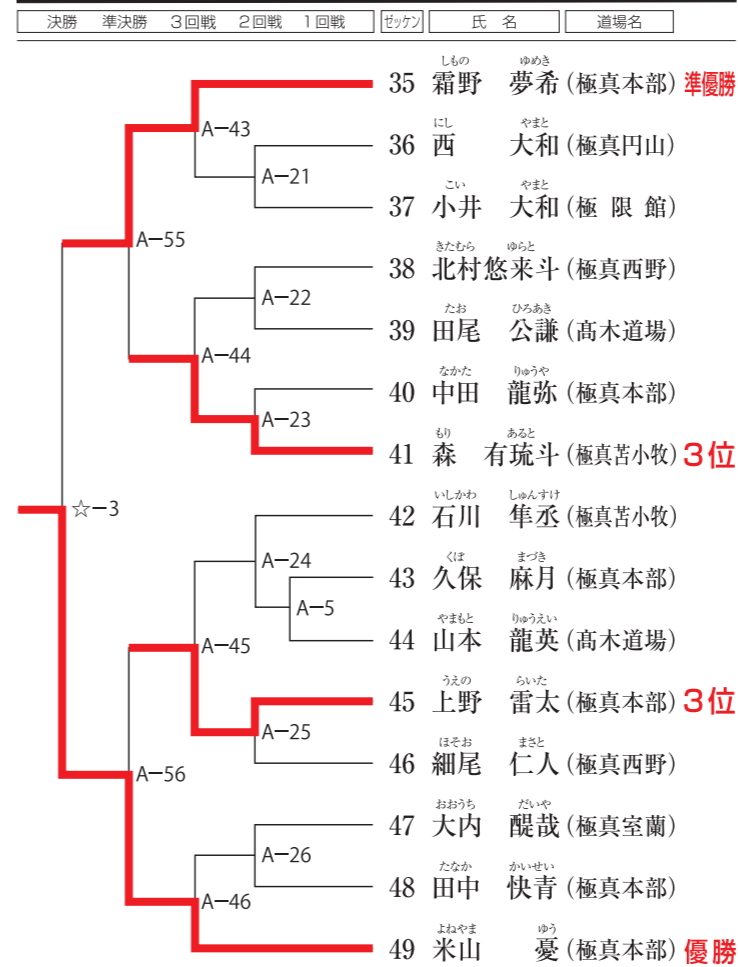 決勝 準決勝 3回戦 2回戦 1回戦 ゼッケン 氏 名 道場名
しもの ゆめき
35 霜野 夢希 (極真本部) 準優勝
A−43
にし やまと
36 西 大和 (極真円山)
A−21
こい やまと
37 小井 大和 (極限館)
A−55
きたむら ゆらと
38 北村悠来斗 (極真西野)
A−22
たお ひろあき
39 田尾 公謙 (髙木道場)
A−44
なかた りゅうや
40 中田 龍弥 (極真本部)
A−23
もり あると
41 森 有琉斗 (極真苫小牧) 3位
☆−3
いしかわ しゅんすけ
42 石川 隼丞 (極真苫小牧)
A−24
くぼ まづき
43 久保 麻月 (極真本部)
A−5
やまもと りゅうえい
44 山本 龍英 (髙木道場)
A−45
うえの らいた
45 上野 雷太 (極真本部) 3位
A−25
ほそお まさと
46 細尾 仁人 (極真西野)
A−56
おおうち だいや
47 大内 醍哉 (極真室蘭)
A−26
たなか かいせい
48 田中 快青 (極真本部)
A−46
よねやま ゆう
49 米山 憂 (極真本部) 優勝